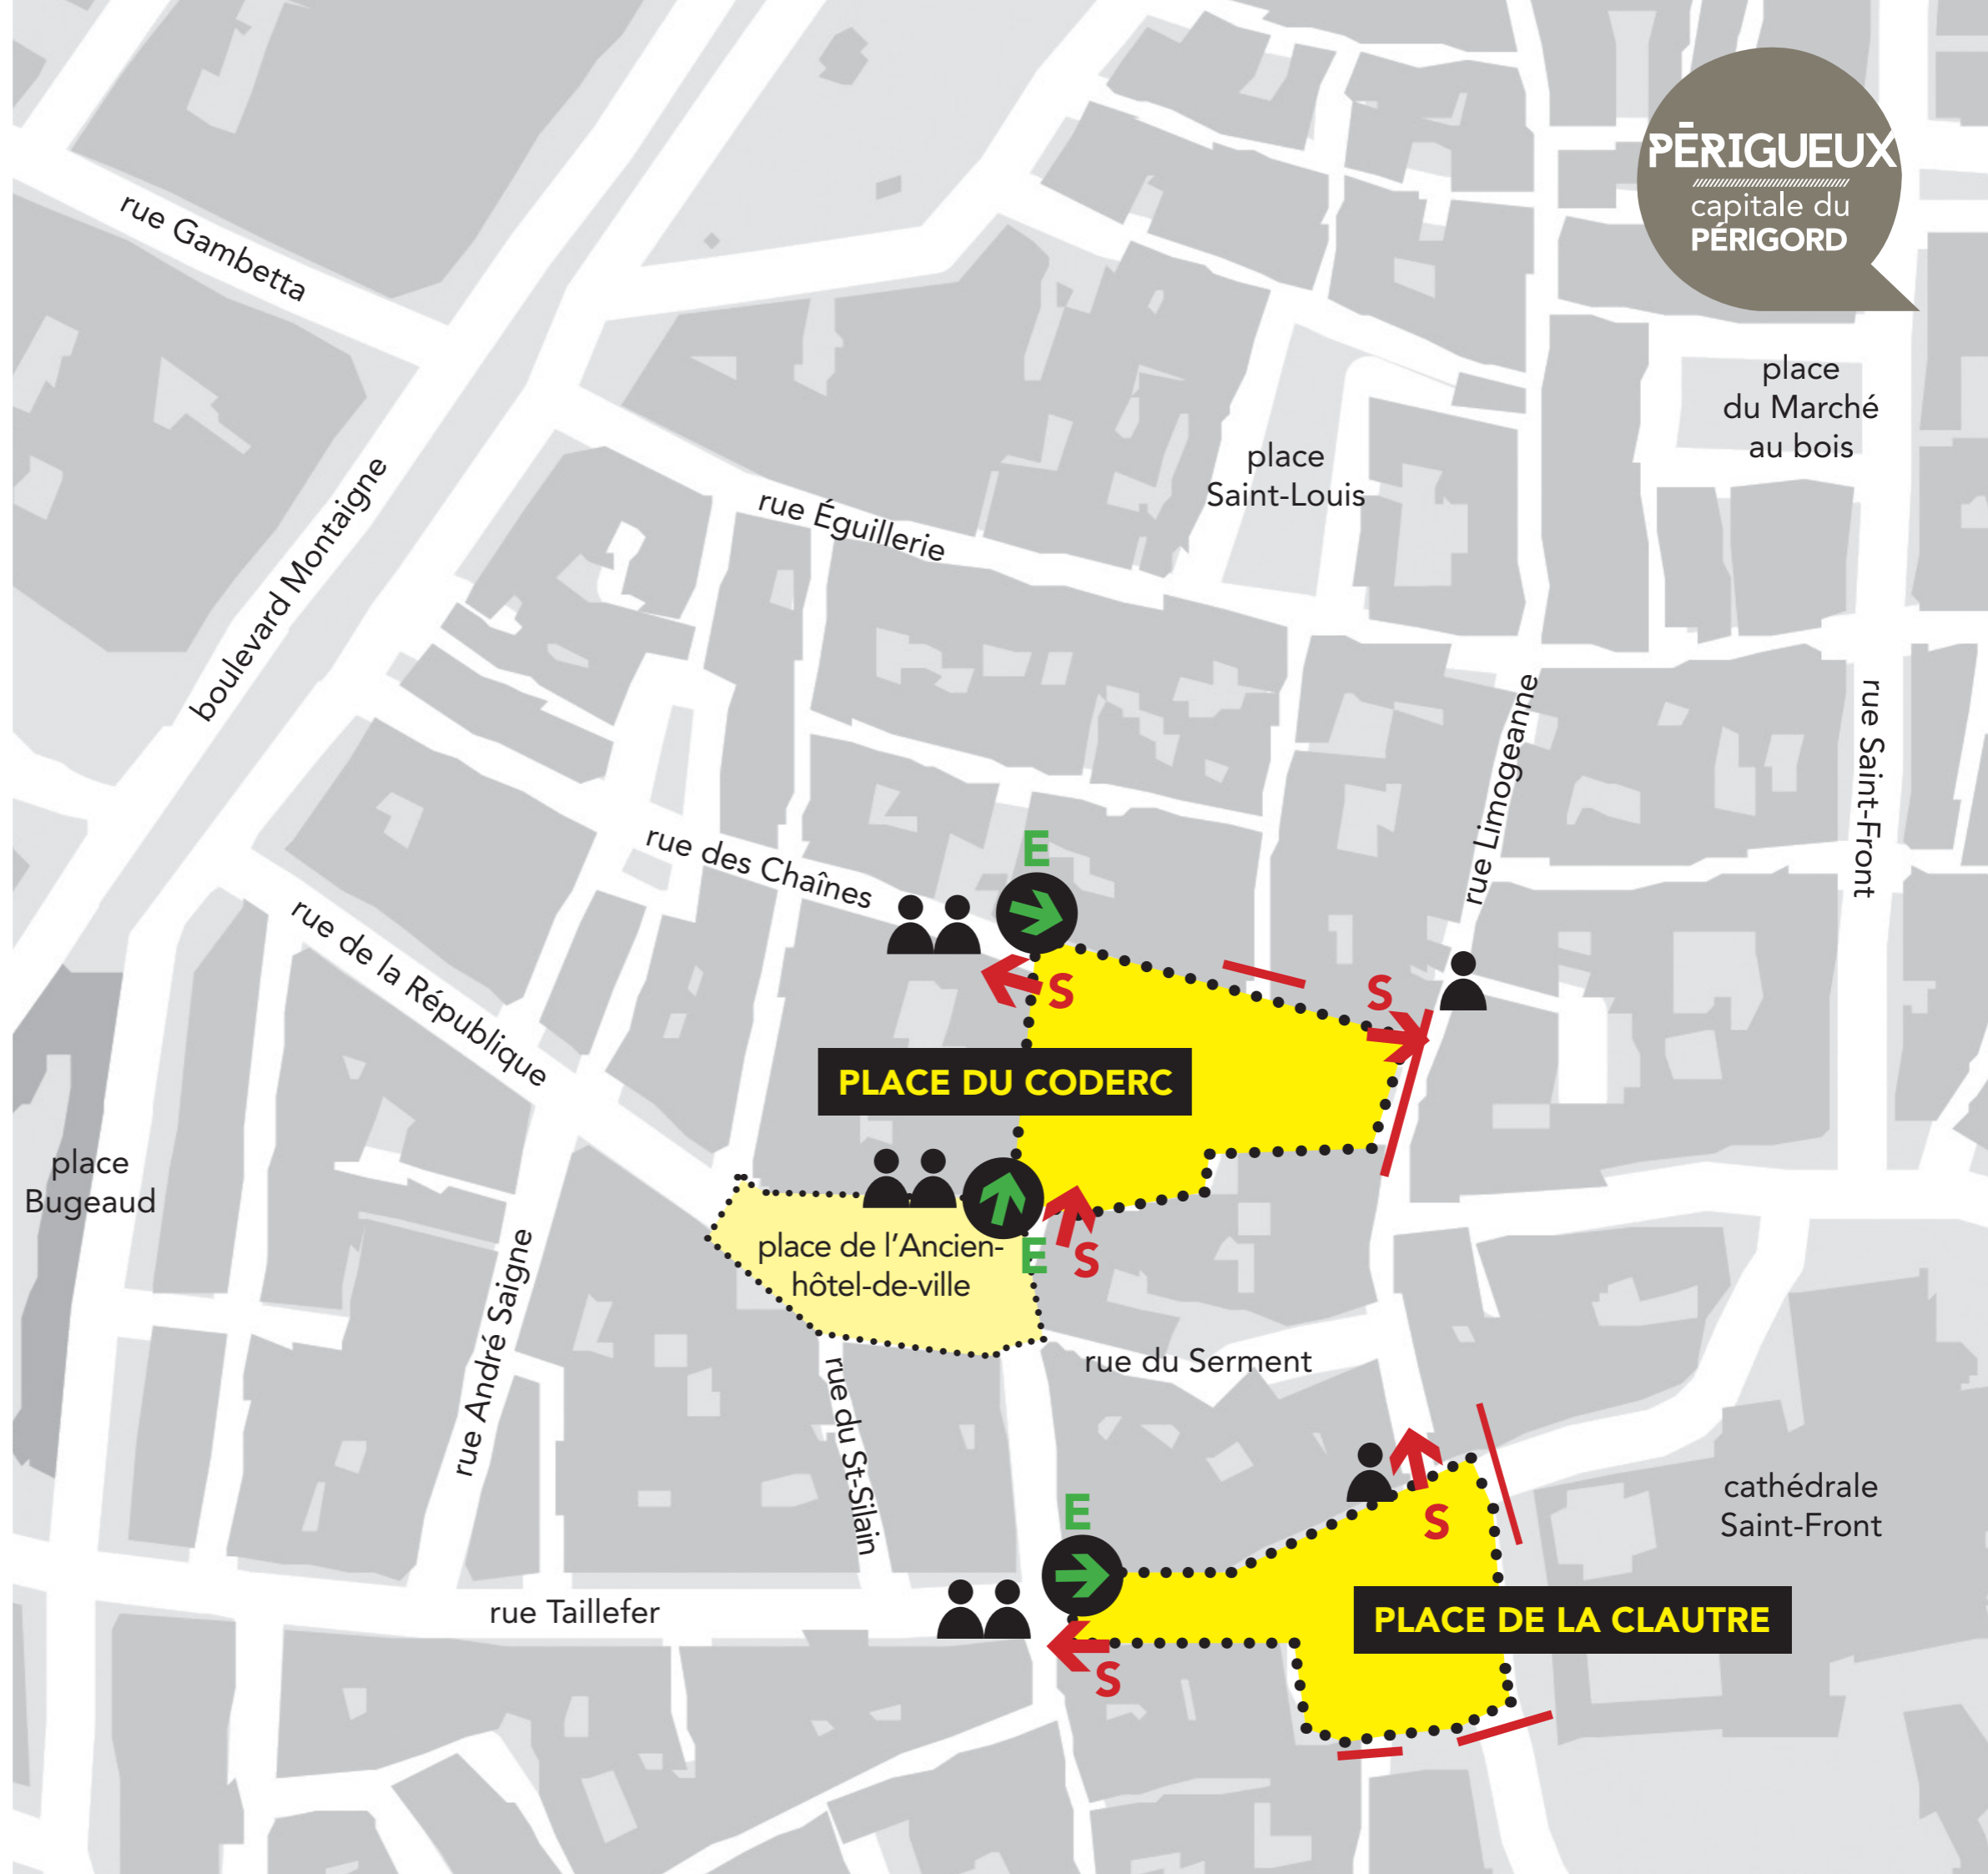 PĒRIGUEUX
capitale du
PÉRIGORD
rue Gambetta
place
du Marché
au bois
place
Saint-Louis
rue Éguillerie
boulevard Montaigne
rue Limogeanne
rue Saint-Front
rue des Chaînes
E
rue de la République
S
S
PLACE DU CODERC
place
Bugeaud
place de l'Ancien-
hôtel-de-ville
E
S
rue André Saigne
rue du Serment
rue du St-Silain
cathédrale
Saint-Front
E
S
rue Taillefer
PLACE DE LA CLAUTRE
S